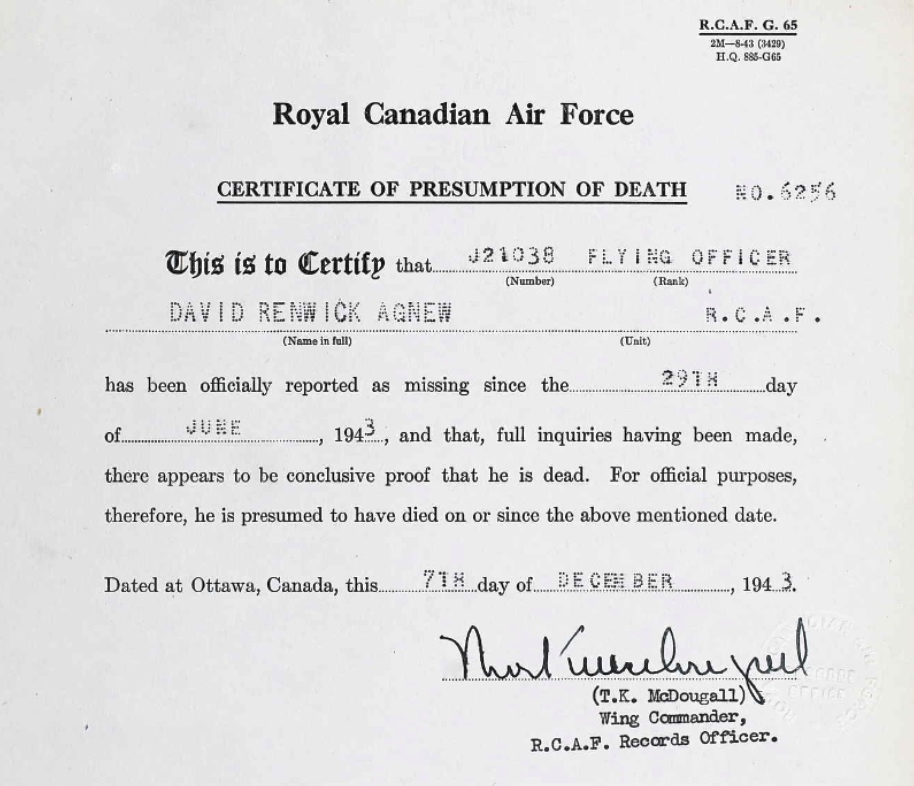 R.C.A.F. G. 65
2M—8-43 (3429)
H.Q. 885-G65
Royal Canadian Air Force
CERTIFICATE OF PRESUMPTION OF DEATH NO.6256
This is to Certify that J21038 FLYING OFFICER
(Number) (Rank)
DAVID RENWICK AGNEW R.C.A.F.
(Name in full) (Unit)
has been officially reported as missing since the 29TH day
of JUNE, 1943, and that, full inquiries having been made,
there appears to be conclusive proof that he is dead. For official purposes,
therefore, he is presumed to have died on or since the above mentioned date.
Dated at Ottawa, Canada, this 7TH day of DECEMBER, 1943.
(T.K. McDougall)
Wing Commander,
R.C.A.F. Records Officer.